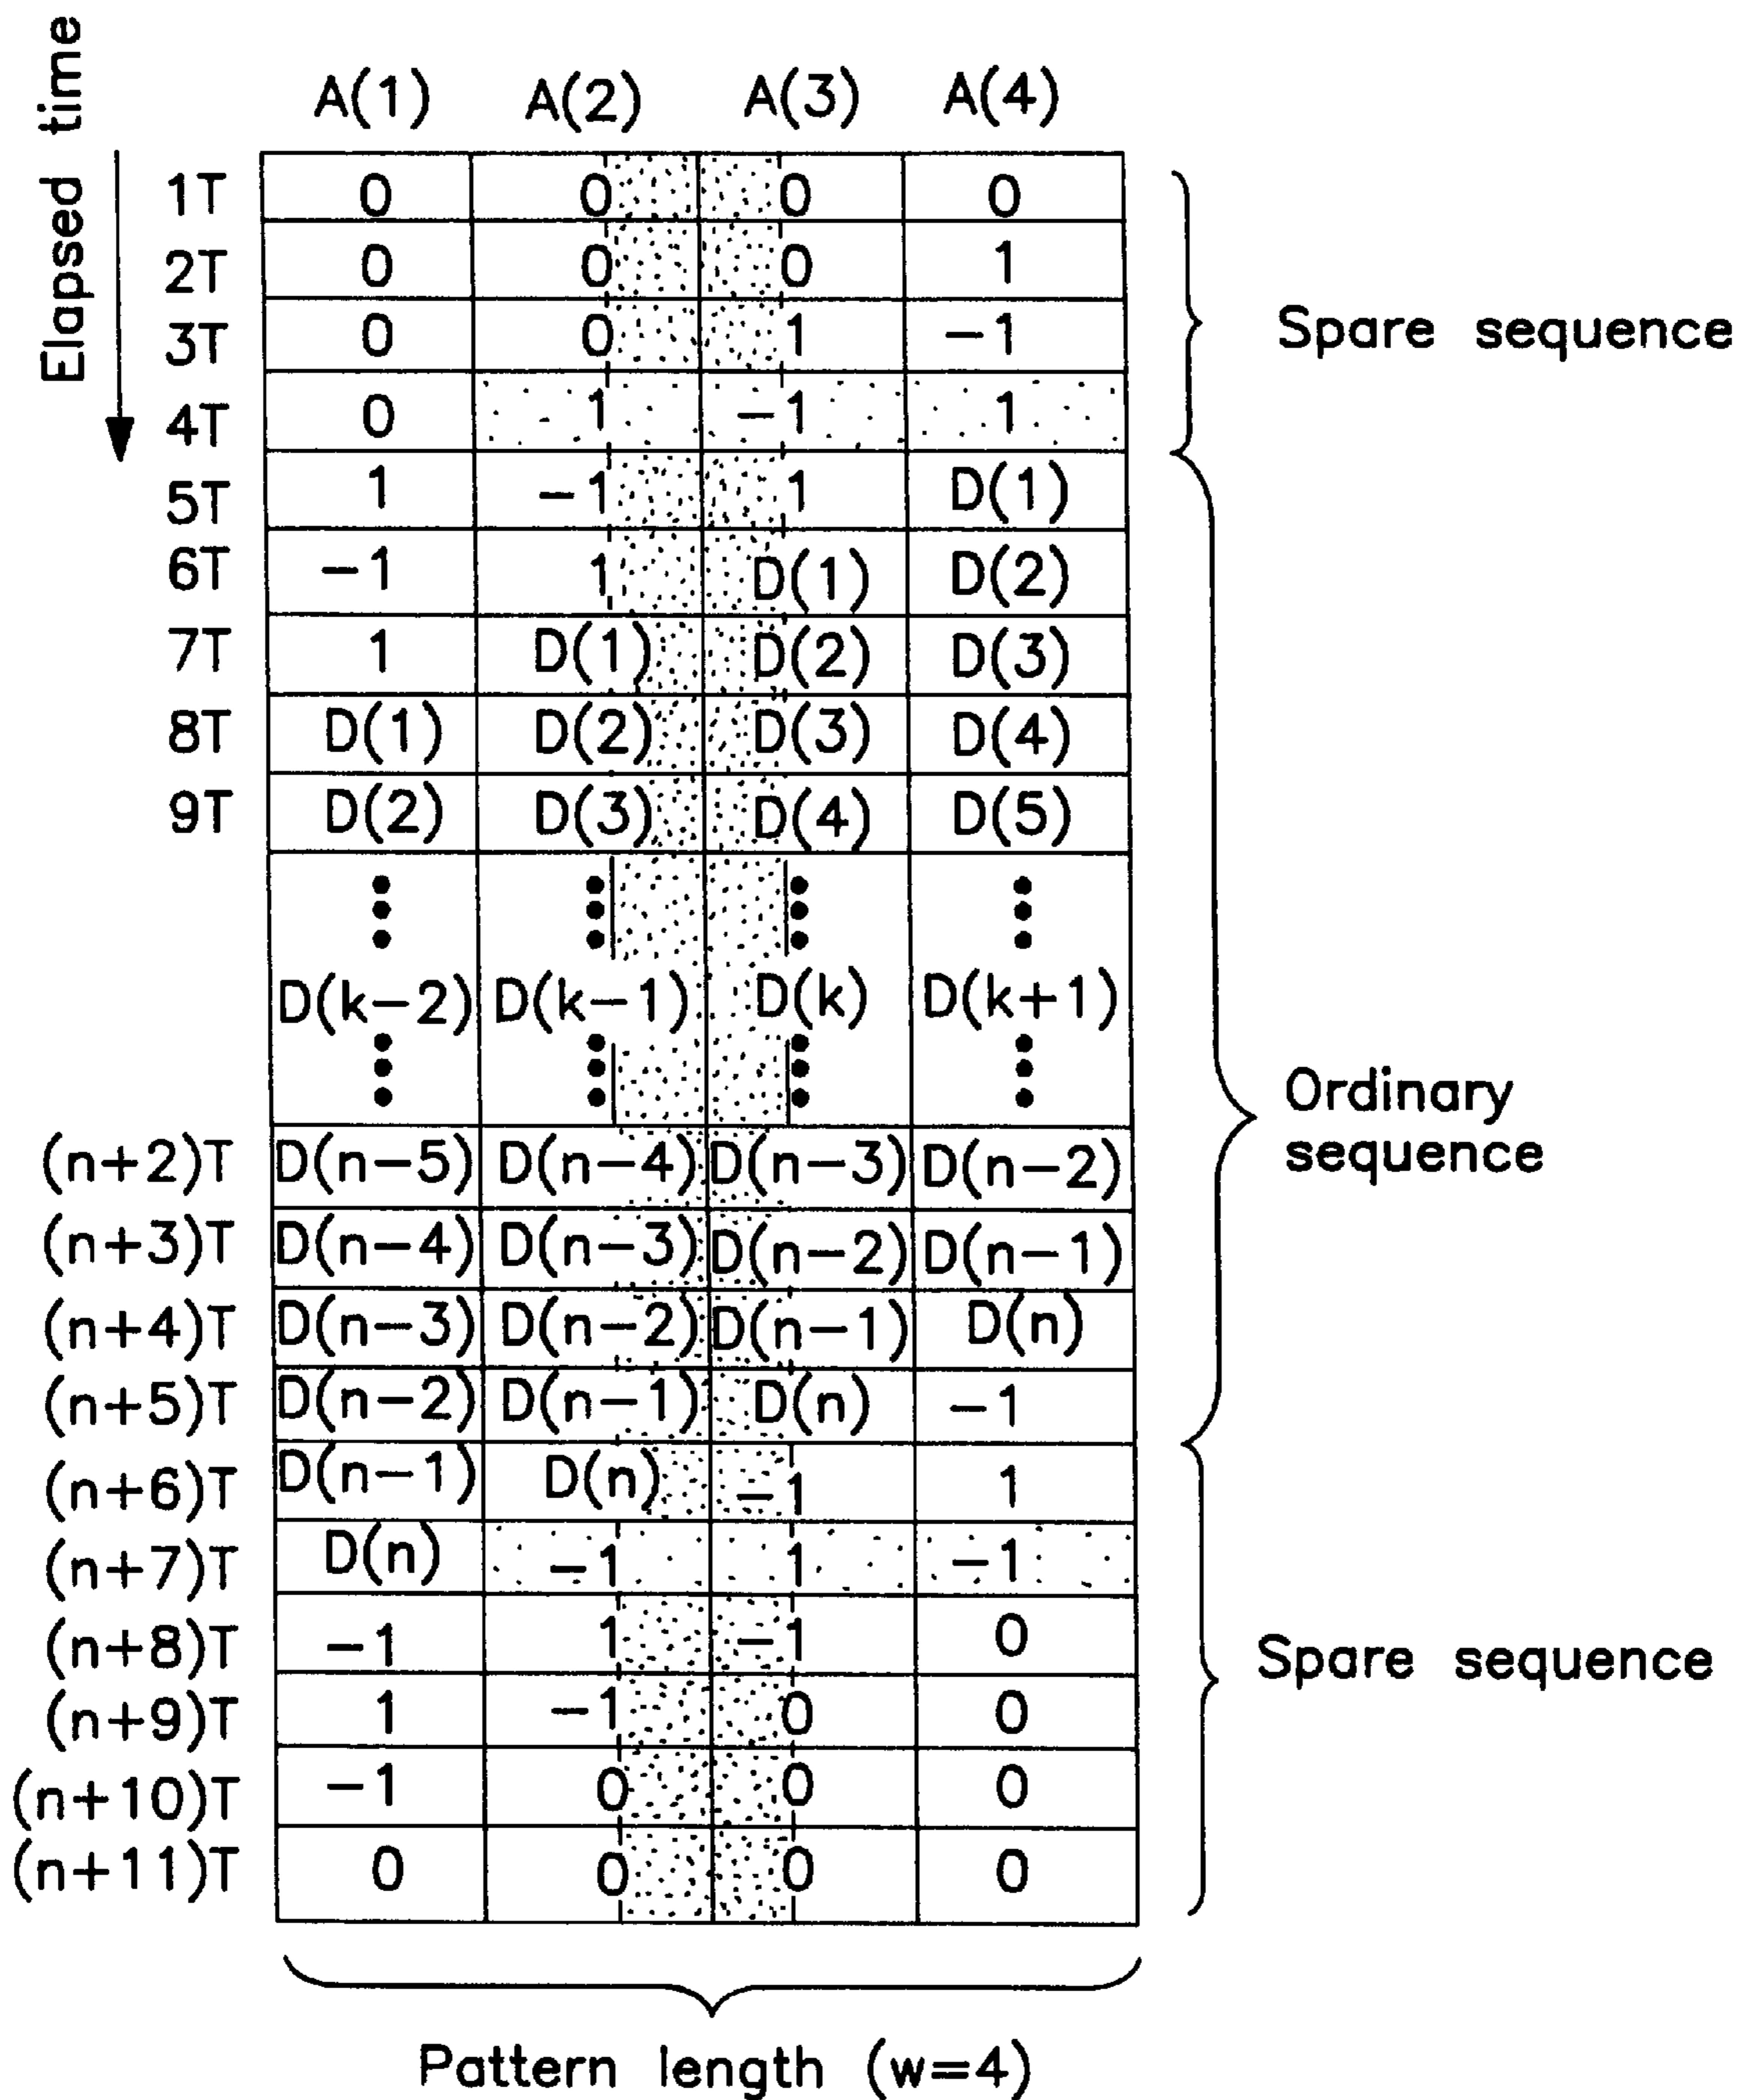 Elapsed time
A(1) A(2) A(3) A(4)
1T 0 0 0 0
2T 0 0 0 1
3T 0 0 1 -1
4T 0 -1 -1 1
5T 1 -1 1 D(1)
6T -1 1 D(1) D(2)
7T 1 D(1) D(2) D(3)
8T D(1) D(2) D(3) D(4)
9T D(2) D(3) D(4) D(5)
D(k-2) D(k-1) D(k) D(k+1)
(n+2)T D(n-5) D(n-4) D(n-3) D(n-2)
(n+3)T D(n-4) D(n-3) D(n-2) D(n-1)
(n+4)T D(n-3) D(n-2) D(n-1) D(n)
(n+5)T D(n-2) D(n-1) D(n) -1
(n+6)T D(n-1) D(n) -1 1
(n+7)T D(n) -1 1 -1
(n+8)T -1 1 -1 0
(n+9)T 1 -1 0 0
(n+10)T -1 0 0 0
(n+11)T 0 0 0 0
Spare sequence
Ordinary
sequence
Spare sequence
Pattern length (w=4)